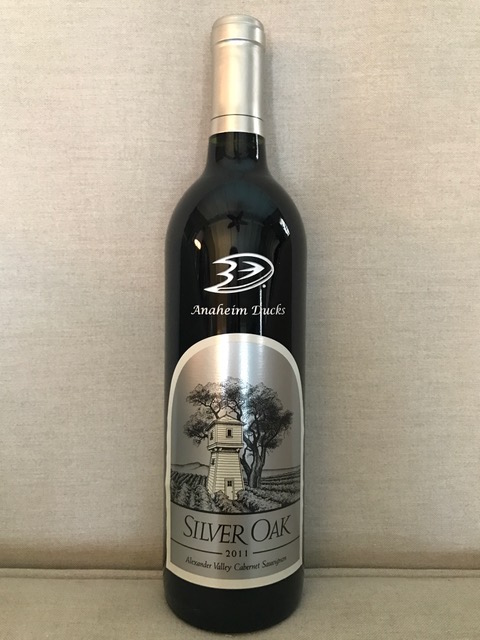 Anaheim Ducks
SILVER OAK
2011
Alexander Valley Cabernet Sauvignon